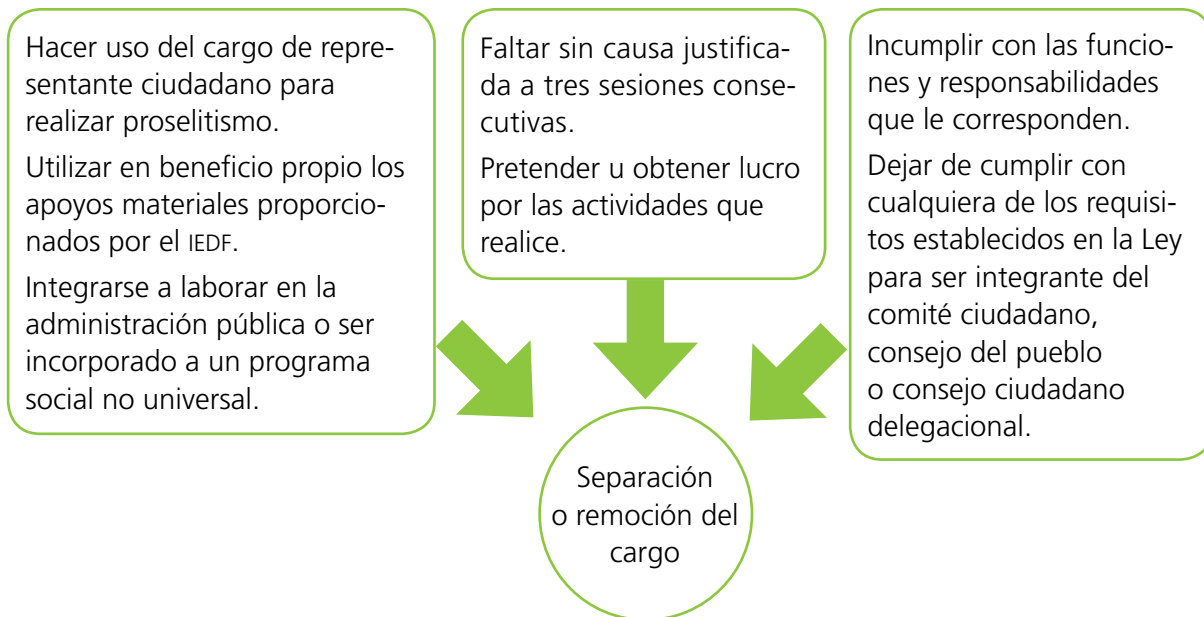 Hacer uso del cargo de repre-
sentante ciudadano para
realizar proselitismo.
Utilizar en beneficio propio los
apoyos materiales proporcio-
nados por el IEDF.
Integrarse a laborar en la
administración pública o ser
incorporado a un programa
social no universal.
Faltar sin causa justifica-
da a tres sesiones conse-
cutivas.
Pretender u obtener lucro
por las actividades que
realice.
Incumplir con las funcio-
nes y responsabilidades
que le corresponden.
Dejar de cumplir con
cualquiera de los requisi-
tos establecidos en la Ley
para ser integrante del
comité ciudadano,
consejo del pueblo
o consejo ciudadano
delegacional.
Separación
o remoción del
cargo